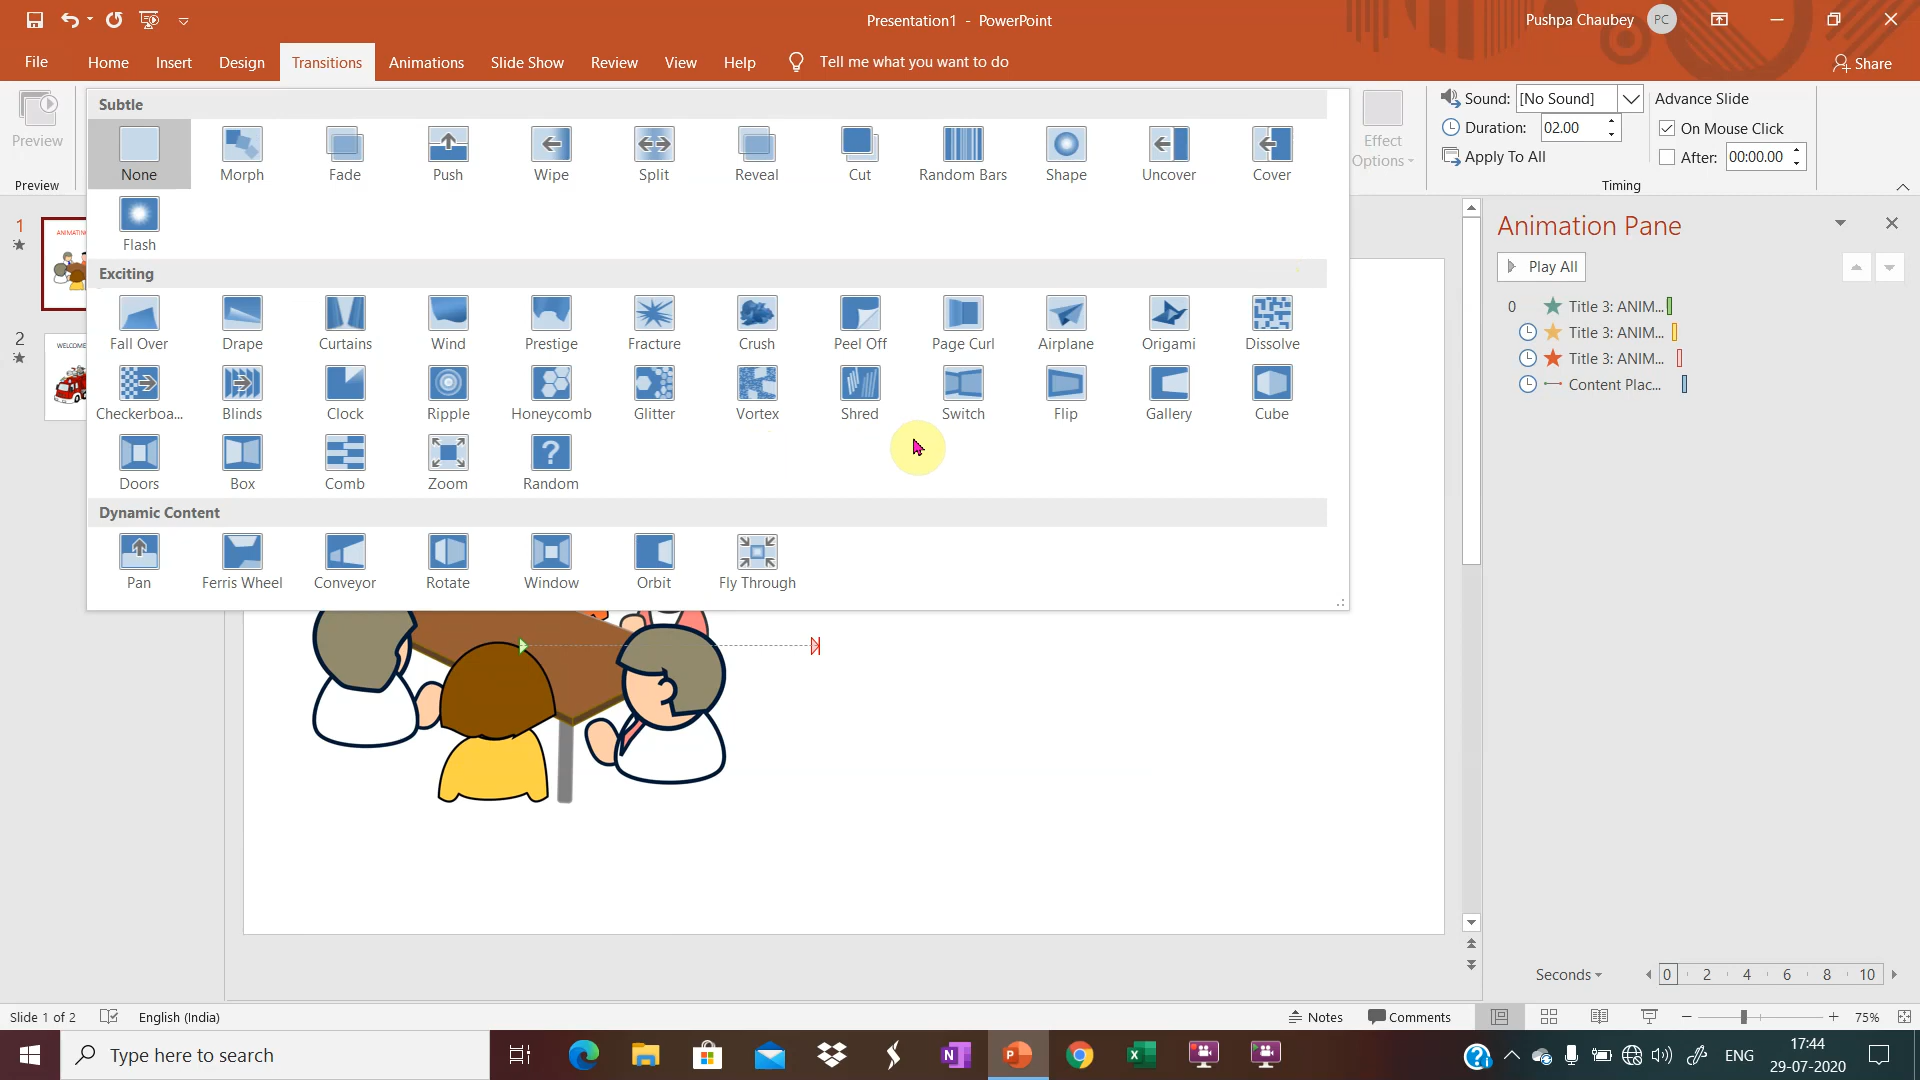 Presentation1 - PowerPoint
Pushpa Chaubey
PC
File
Home
Insert
Design
Transitions
Animations
Slide Show
Review
View
Help
Tell me what you want to do
Share
Preview
Preview
Subtle
None
Morph
Fade
Push
Wipe
Split
Reveal
Cut
Random Bars
Shape
Uncover
Cover
Flash
Exciting
Fall Over
Drape
Curtains
Wind
Prestige
Fracture
Crush
Peel Off
Page Curl
Airplane
Origami
Dissolve
Checkerboa...
Blinds
Clock
Ripple
Honeycomb
Glitter
Vortex
Shred
Switch
Flip
Gallery
Cube
Doors
Box
Comb
Zoom
Random
Dynamic Content
Pan
Ferris Wheel
Conveyor
Rotate
Window
Orbit
Fly Through
Effect
Options
Sound: [No Sound]
Duration: 02.00
Apply To All
Advance Slide
On Mouse Click
After: 00:00.00
Timing
1
2
WELCOME
Animation Pane
Play All
0 Title 3: ANIM...
Title 3: ANIM...
Title 3: ANIM...
Content Plac...
Seconds
0 2 4 6 8 10
Slide 1 of 2
English (India)
Notes
Comments
75%
Type here to search
ENG
17:44
29-07-2020